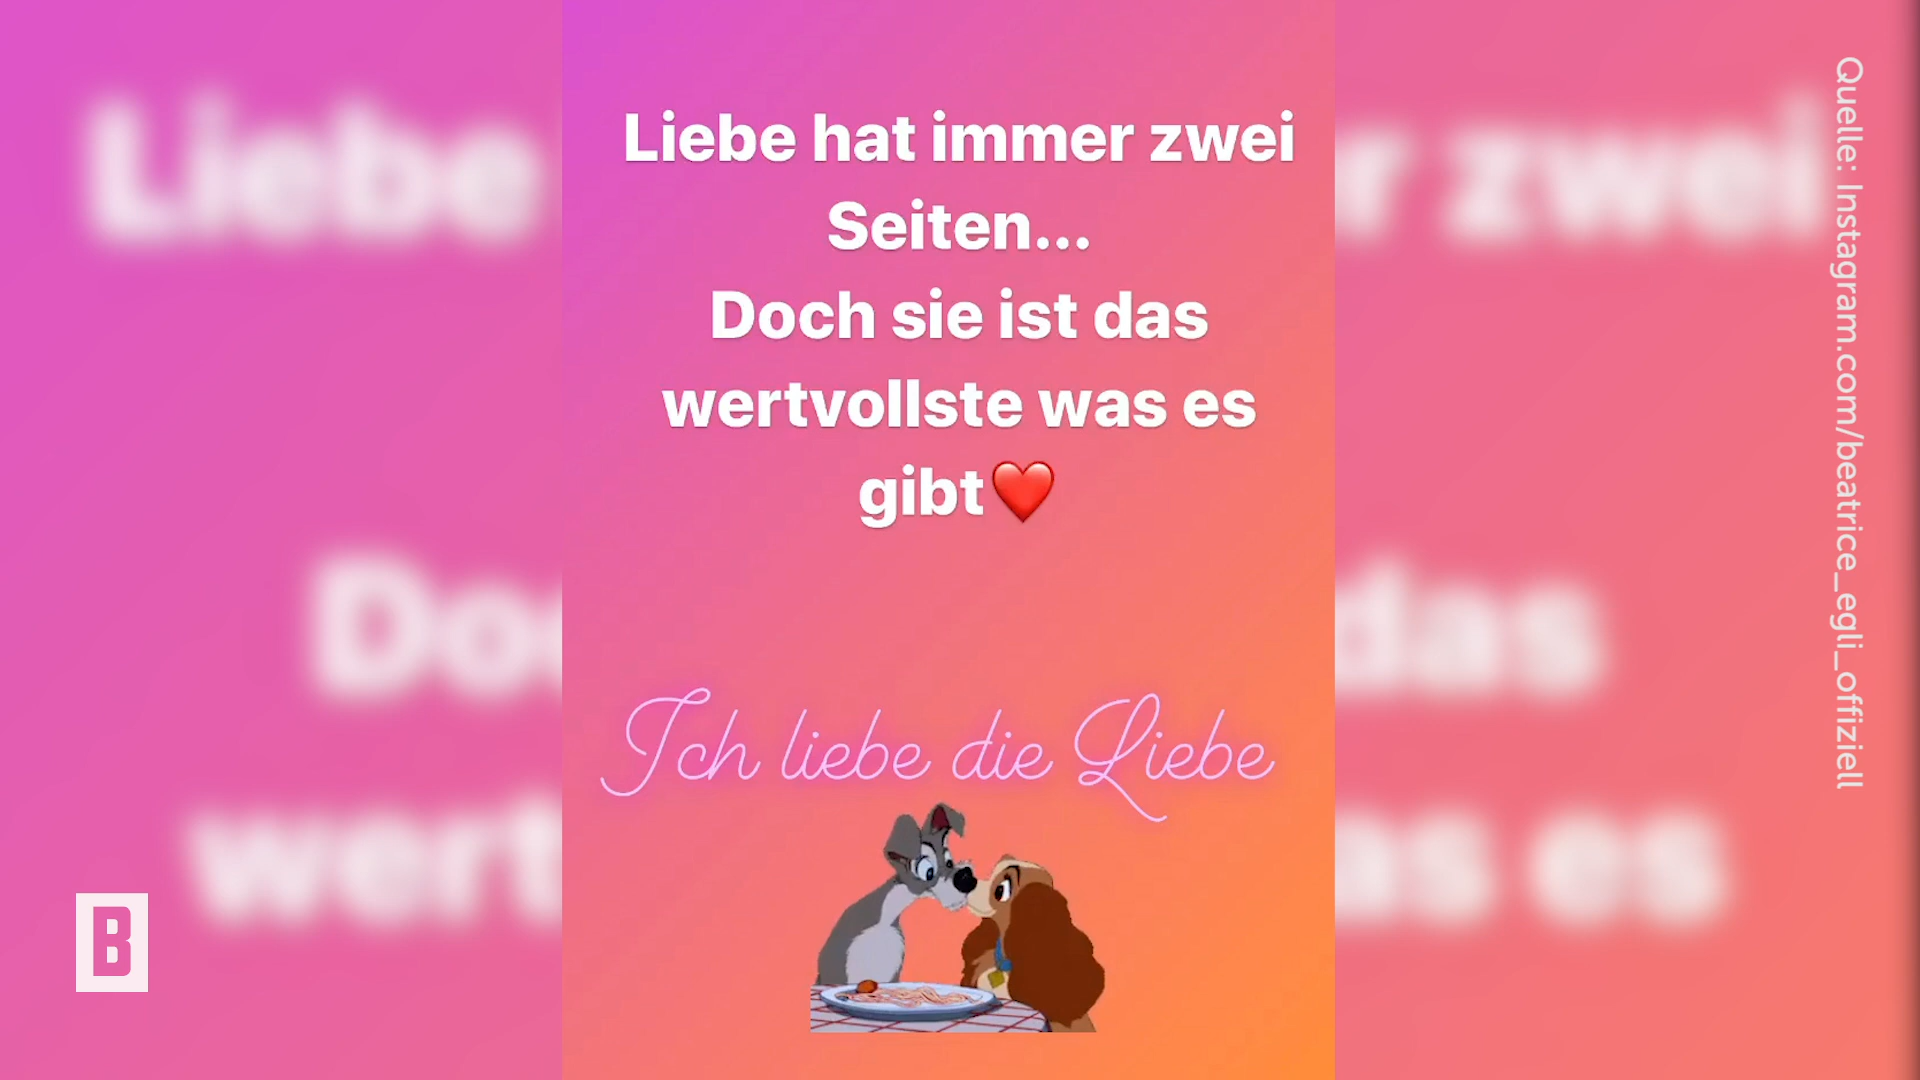 Liebe hat immer zwei
Seiten...
Doch sie ist das
wertvollste was es
gibt❤️
Ich liebe die Liebe
Quelle: Instagram.com/beatrice_egli_offiziell
B